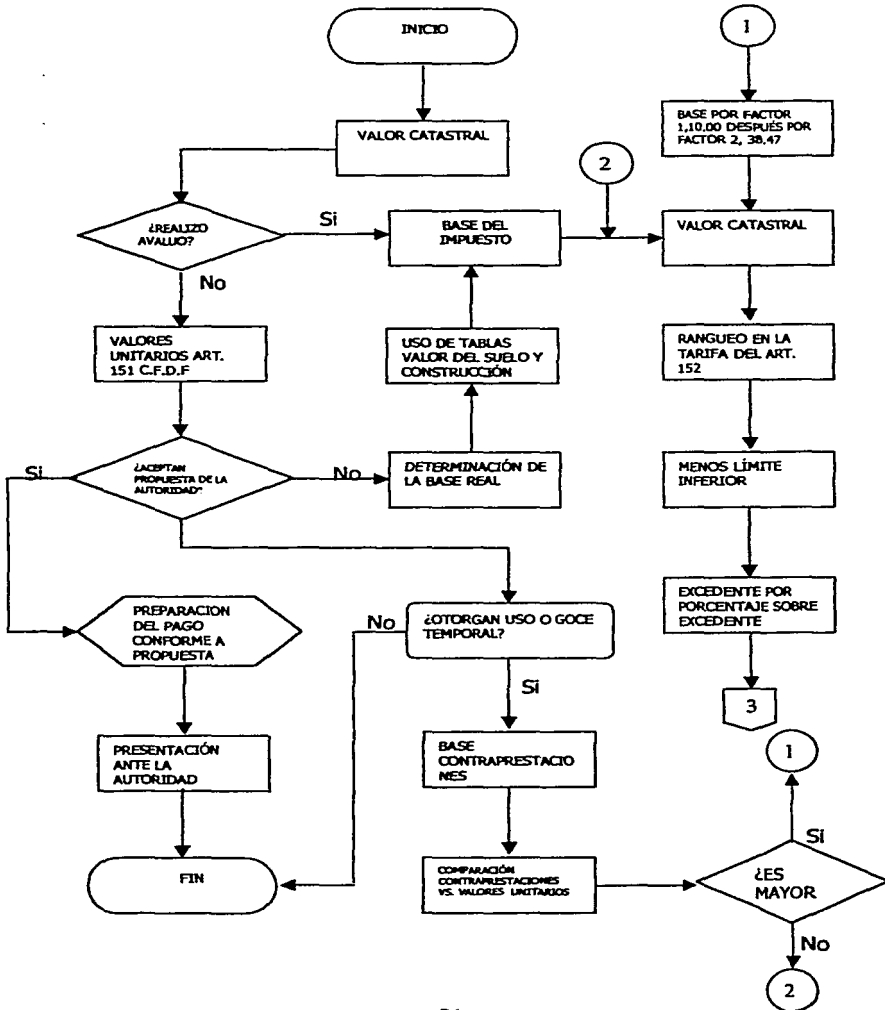 INICIO
1
VALOR CATASTRAL
BASE POR FACTOR
1,10.00 DESPUÉS POR
FACTOR 2, 38.47
2
¿REALIZO
AVALUO?
Si
BASE DEL
IMPUESTO
VALOR CATASTRAL
No
VALORES
UNITARIOS ART.
151 C.F.D.F
USO DE TABLAS
VALOR DEL SUELO Y
CONSTRUCCIÓN
RANGUEO EN LA
TARIFA DEL ART.
152
Si
¿ACEPTAN
PROPUESTA DE LA
AUTORIDAD?
No
DETERMINACIÓN DE
LA BASE REAL
MENOS LÍMITE
INFERIOR
PREPARACION
DEL PAGO
CONFORME A
PROPUESTA
No
¿OTORGAN USO O GOCE
TEMPORAL?
EXCEDENTE POR
PORCENTAJE SOBRE
EXCEDENTE
Si
3
PRESENTACIÓN
ANTE LA
AUTORIDAD
BASE
CONTRAPRESTACIO
NES
1
Si
FIN
COMPARACIÓN
CONTRAPRESTACIONES
VS. VALORES UNITARIOS
¿ES
MAYOR
No
2